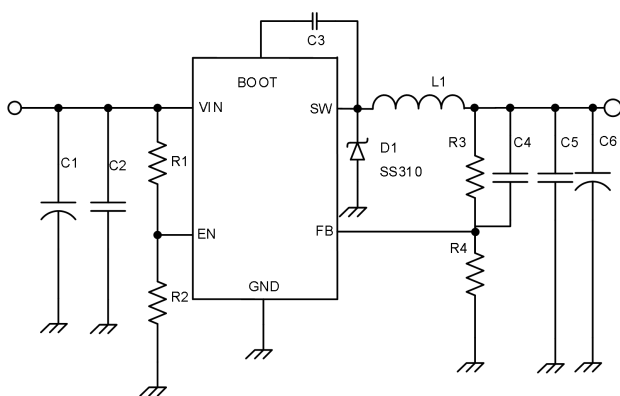 C3
BOOT
L1
VIN
SW
C1
C2
R1
D1
SS310
R3
C4
C5
C6
EN
FB
R4
R2
GND